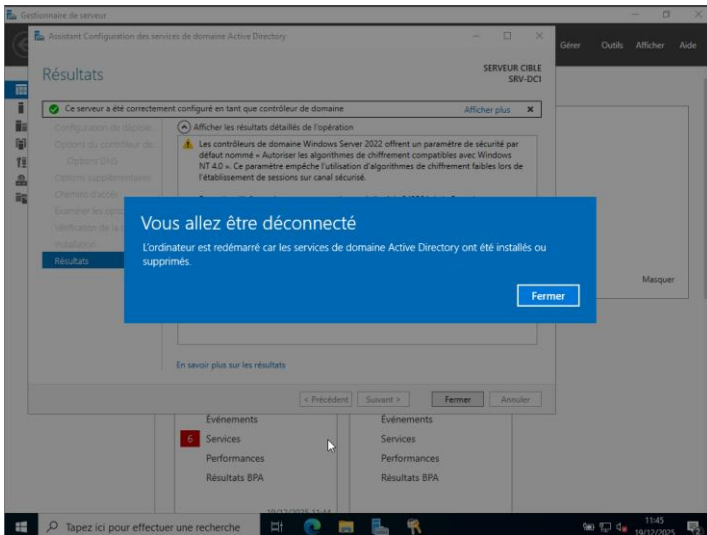 Gestionnaire de serveur
Assistant Configuration des services de domaine Active Directory
Gérer Outils Afficher Aide
Résultats
SERVEUR CIBLE
SRV-DC1
Ce serveur a été correctement configuré en tant que contrôleur de domaine
Afficher plus
Configuration de déploie...
Afficher les résultats détaillés de l'opération
Options du contrôleur de...
Options DNS
Options supplémentaires
Chemins d'accès
Examiner les
Vérification de la
Installation
Résultats
Les contrôleurs de domaine Windows Server 2022 offrent un paramètre de sécurité par
défaut nommé « Autoriser les algorithmes de chiffrement compatibles avec Windows
NT 4.0 ». Ce paramètre empêche l'utilisation d'algorithmes de chiffrement faibles lors de
l'établissement de sessions sur canal sécurisé.
Vous allez être déconnecté
L'ordinateur est redémarré car les services de domaine Active Directory ont été installés ou
supprimés.
Fermer
Masquer
En savoir plus sur les résultats
< Précédent Suivant > Fermer Annuler
Événements
6 Services
Performances
Résultats BPA
19/12/2025 11:44
Événements
Services
Performances
Résultats BPA
Tapez ici pour effectuer une recherche
11:45
19/12/2025